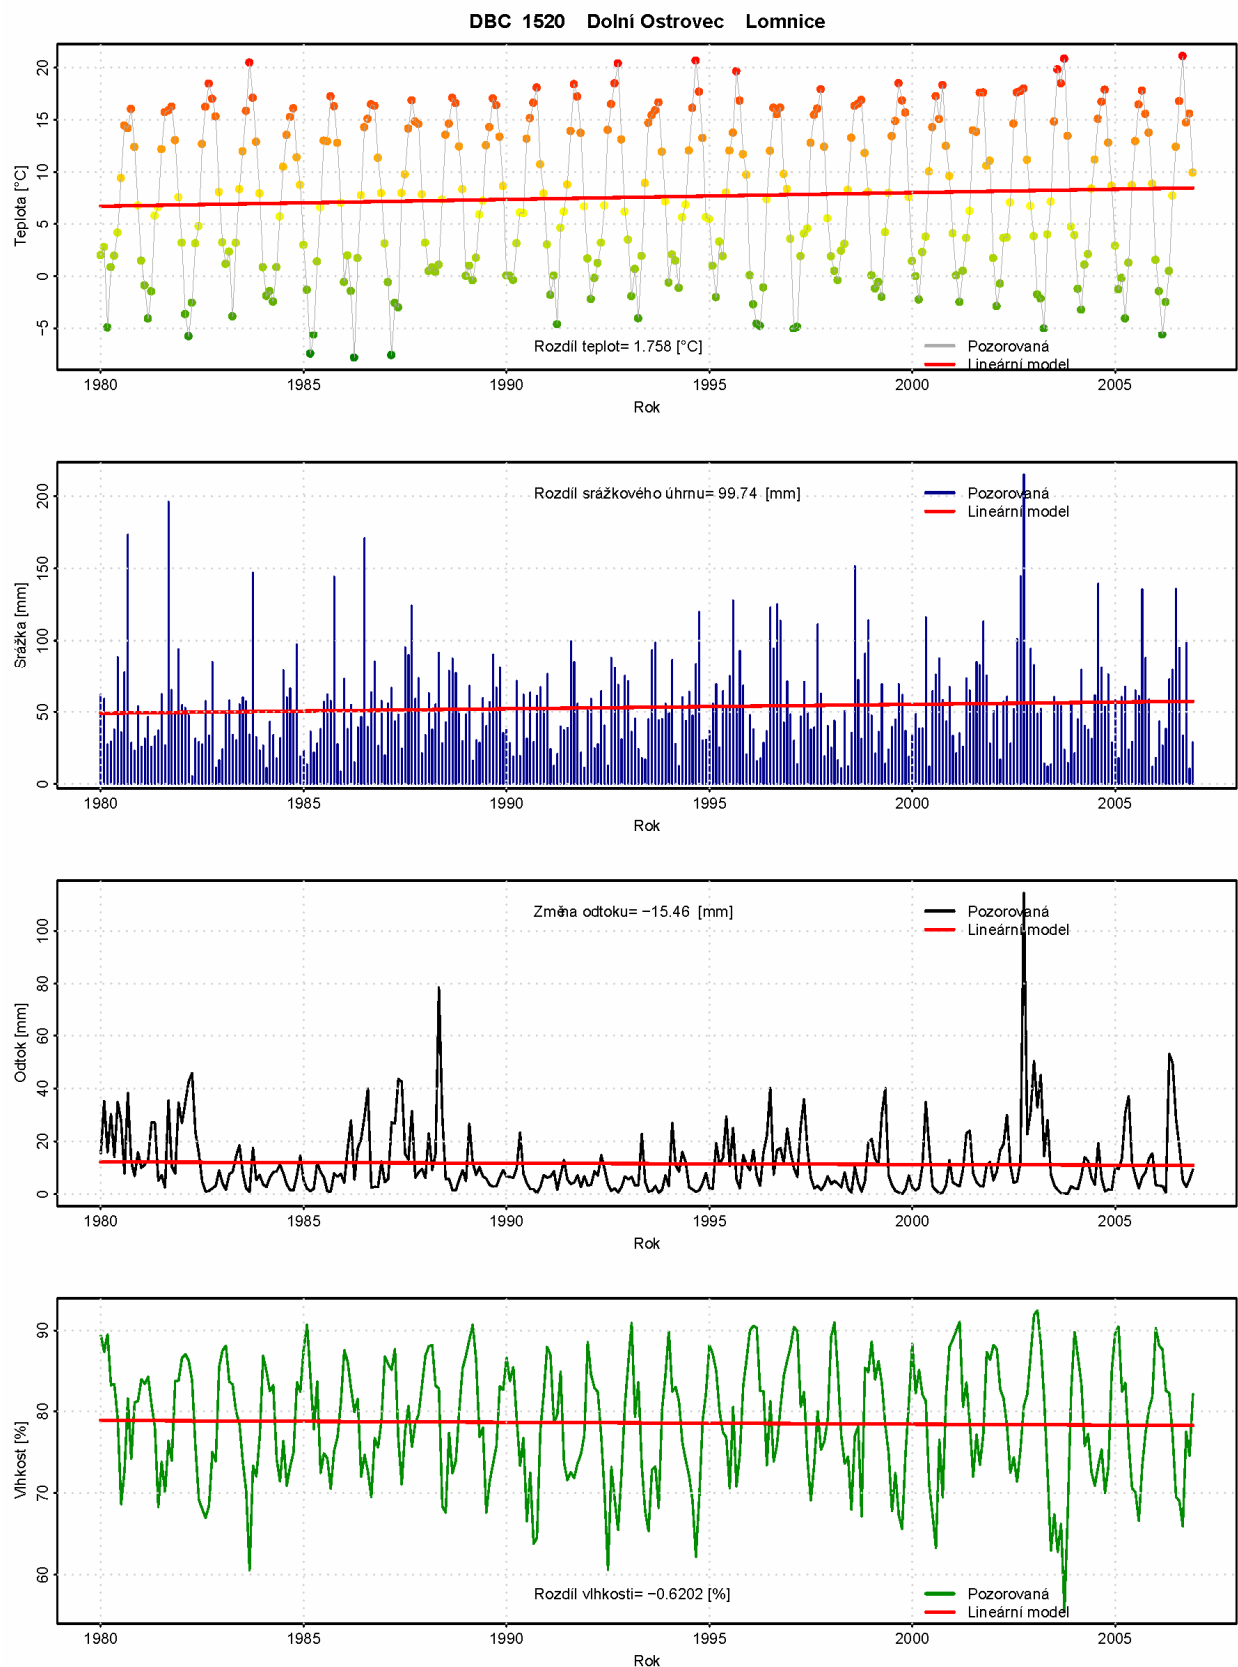 DBC 1520 Dolní Ostrovec Lomnice
Teplota [°C]
20
15
10
5
0
−5
Rozdíl teplot= 1.758 [°C]
Pozorovaná
Lineární model
1980 1985 1990 1995 2000 2005
Rok
Srážka [mm]
200
150
100
50
0
Rozdíl srážkového úhrnu= 99.74 [mm]
Pozorovaná
Lineární model
1980 1985 1990 1995 2000 2005
Rok
Odtok [mm]
100
80
60
40
20
0
Změna odtoku= −15.46 [mm]
Pozorovaná
Lineární model
1980 1985 1990 1995 2000 2005
Rok
Vlhkost [%]
90
80
70
60
Rozdíl vlhkosti= −0.6202 [%]
Pozorovaná
Lineární model
1980 1985 1990 1995 2000 2005
Rok